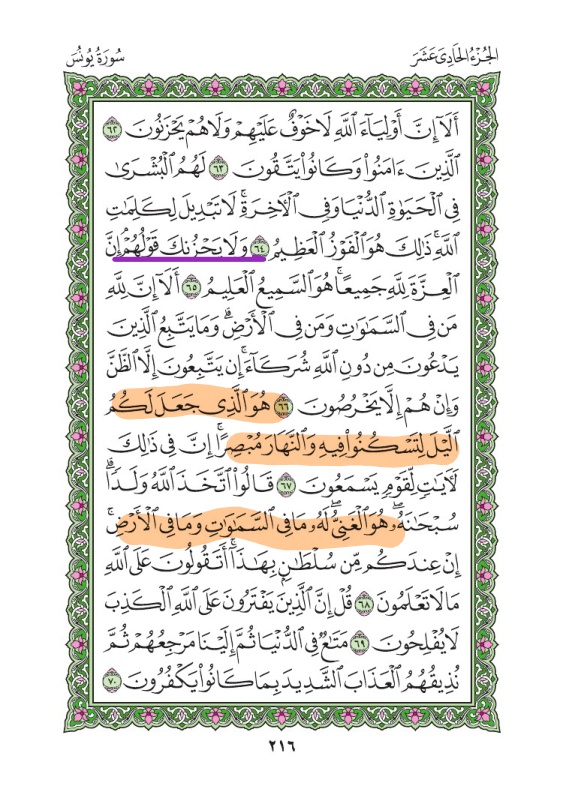 الجُزْءُ الحَادِى عَشَرَ
سُورَةُ يُونُسَ
أَلَآ إِنَّ أَوْلِيَآءَ ٱللَّهِ لَا خَوْفٌ عَلَيْهِمْ وَلَا هُمْ يَحْزَنُونَ ٦٢
ٱلَّذِينَ ءَامَنُوا۟ وَكَانُوا۟ يَتَّقُونَ ٦٣ لَهُمُ ٱلْبُشْرَىٰ
فِى ٱلْحَيَوٰةِ ٱلدُّنْيَا وَفِى ٱلْـَٔاخِرَةِ ۚ لَا تَبْدِيلَ لِكَلِمَـٰتِ
ٱللَّهِ ۚ ذَٰلِكَ هُوَ ٱلْفَوْزُ ٱلْعَظِيمُ ٦٤ وَلَا يَحْزُنكَ قَوْلُهُمْ ۘ إِنَّ
ٱلْعِزَّةَ لِلَّهِ جَمِيعًا ۚ هُوَ ٱلسَّمِيعُ ٱلْعَلِيمُ ٦٥ أَلَآ إِنَّ لِلَّهِ
مَن فِى ٱلسَّمَـٰوَٰتِ وَمَن فِى ٱلْأَرْضِ ۗ وَمَا يَتَّبِعُ ٱلَّذِينَ
يَدْعُونَ مِن دُونِ ٱللَّهِ شُرَكَآءَ ۚ إِن يَتَّبِعُونَ إِلَّا ٱلظَّنَّ
وَإِنْ هُمْ إِلَّا يَخْرُصُونَ ٦٦ هُوَ ٱلَّذِى جَعَلَ لَكُمُ
ٱلَّيْلَ لِتَسْكُنُوا۟ فِيهِ وَٱلنَّهَارَ مُبْصِرًا ۚ إِنَّ فِى ذَٰلِكَ
لَـَٔايَـٰتٍ لِّقَوْمٍ يَسْمَعُونَ ٦٧ قَالُوا۟ ٱتَّخَذَ ٱللَّهُ وَلَدًا ۗ
سُبْحَـٰنَهُۥ ۖ هُوَ ٱلْغَنِىُّ ۖ لَهُۥ مَا فِى ٱلسَّمَـٰوَٰتِ وَمَا فِى ٱلْأَرْضِ ۚ
إِنْ عِندَكُم مِّن سُلْطَـٰنٍۭ بِهَـٰذَآ ۚ أَتَقُولُونَ عَلَى ٱللَّهِ
مَا لَا تَعْلَمُونَ ٦٨ قُلْ إِنَّ ٱلَّذِينَ يَفْتَرُونَ عَلَى ٱللَّهِ ٱلْكَذِبَ
لَا يُفْلِحُونَ ٦٩ مَتَـٰعٌ فِى ٱلدُّنْيَا ثُمَّ إِلَيْنَا مَرْجِعُهُمْ ثُمَّ
نُذِيقُهُمُ ٱلْعَذَابَ ٱلشَّدِيدَ بِمَا كَانُوا۟ يَكْفُرُونَ ٧٠
٢١٦